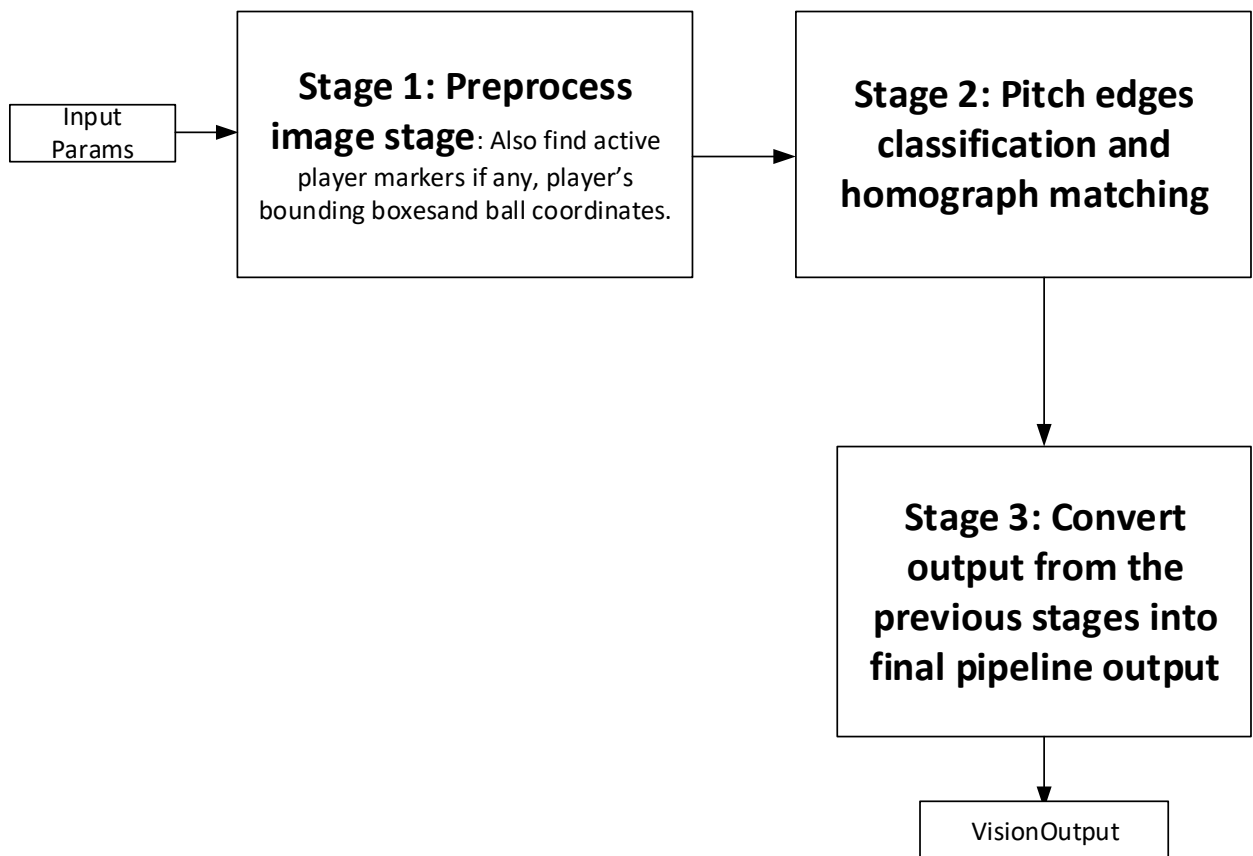 Input
Params
Stage 1: Preprocess
image stage: Also find active
player markers if any, player’s
bounding boxesand ball coordinates.
Stage 2: Pitch edges
classification and
homograph matching
Stage 3: Convert
output from the
previous stages into
final pipeline output
VisionOutput